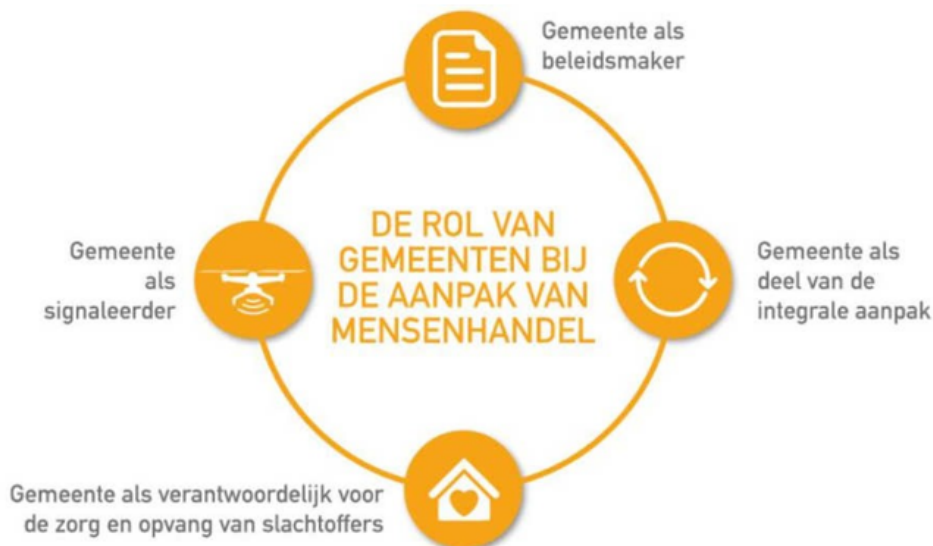 Gemeente als
beleidsmaker
DE ROL VAN
GEMEENTEN BIJ
DE AANPAK VAN
MENSENHANDEL
Gemeente als
deel van de
integrale aanpak
Gemeente als verantwoordelijk voor
de zorg en opvang van slachtoffers
Gemeente
als
signaleerder